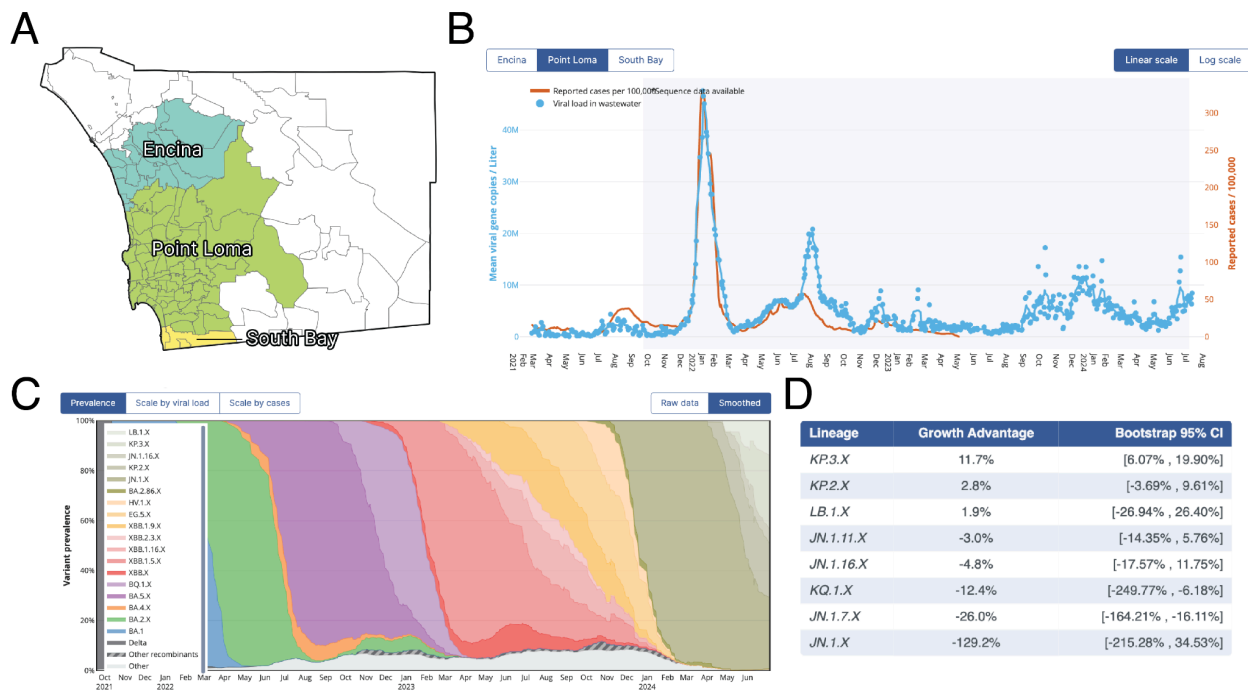 A
Encina
Point Loma
South Bay
B
Encina Point Loma South Bay
Linear scale Log scale
Reported cases per 100,000
*Sequence data available
Viral load in wastewater
Mean viral gene copies / Liter
40M
30M
20M
10M
0
Reported cases / 100,000
300
250
200
150
100
50
0
2021 Feb Mar Apr May Jun Jul Aug Sep Oct Nov Dec 2022 Jan Feb Mar Apr May Jun Jul Aug Sep Oct Nov Dec 2023 Jan Feb Mar Apr May Jun Jul Aug Sep Oct Nov Dec 2024 Jan Feb Mar Apr May Jun Jul Aug
C
Prevalence Scale by viral load Scale by cases
Raw data Smoothed
Variant prevalence
100%
80%
60%
40%
20%
0%
LB.1.X
KP.3.X
JN.1.16.X
KP.2.X
JN.1.X
BA.2.86.X
HV.1.X
EG.5.X
XBB.1.9.X
XBB.2.3.X
XBB.1.16.X
XBB.1.5.X
XBB.X
BQ.1.X
BA.5.X
BA.4.X
BA.2.X
BA.1
Delta
Other recombinants
Other
Oct Nov Dec Jan Feb Mar Apr May Jun Jul Aug Sep Oct Nov Dec Jan Feb Mar Apr May Jun Jul Aug Sep Oct Nov Dec Jan Feb Mar Apr May Jun
2021 2022 2023 2024
D
Lineage Growth Advantage Bootstrap 95% CI
KP.3.X 11.7% [6.07% , 19.90%]
KP.2.X 2.8% [-3.69% , 9.61%]
LB.1.X 1.9% [-26.94% , 26.40%]
JN.1.11.X -3.0% [-14.35% , 5.76%]
JN.1.16.X -4.8% [-17.57% , 11.75%]
KQ.1.X -12.4% [-249.77% , -6.18%]
JN.1.7.X -26.0% [-164.21% , -16.11%]
JN.1.X -129.2% [-215.28% , 34.53%]